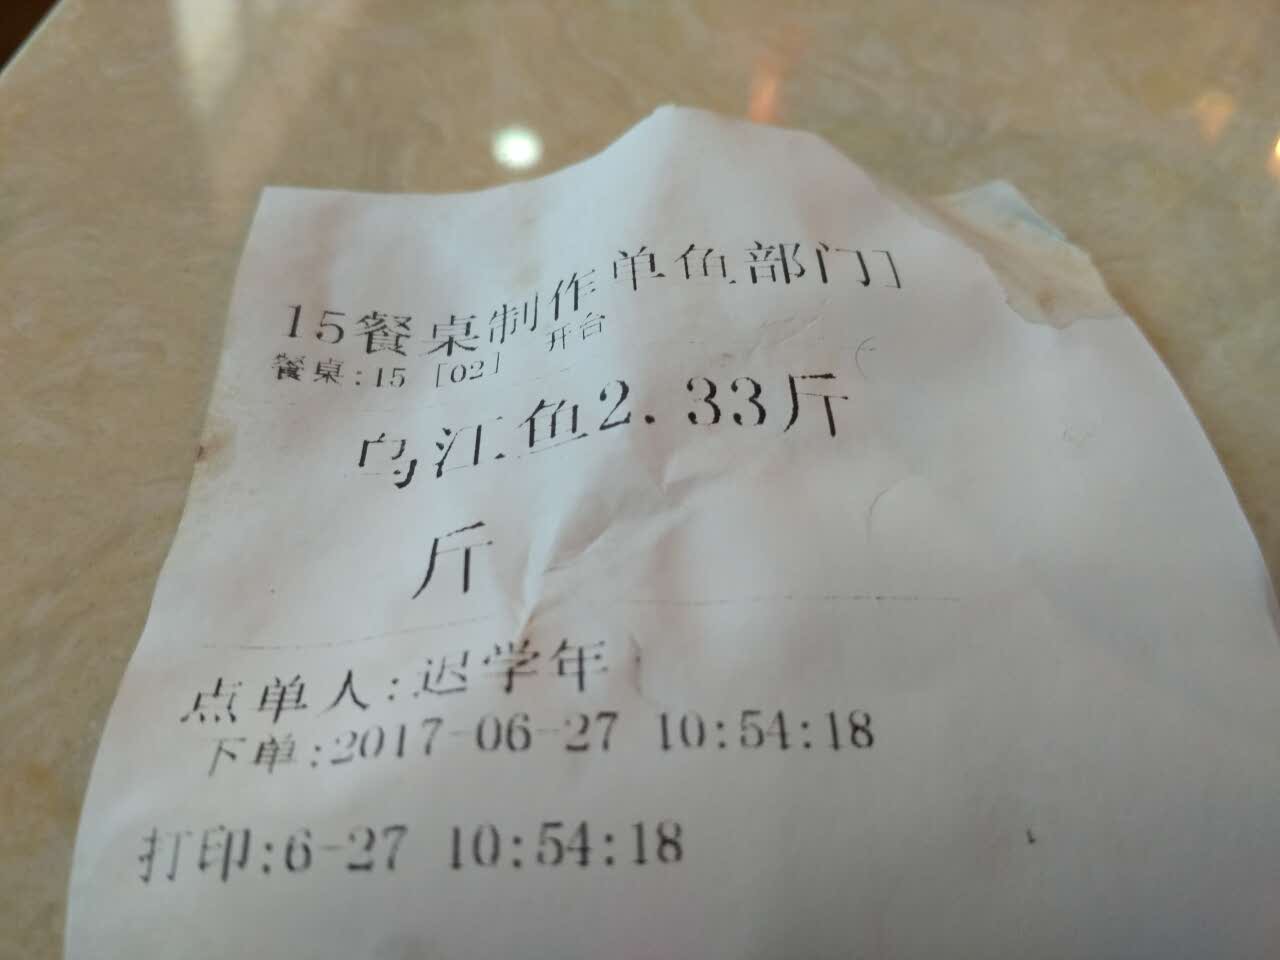 15餐桌制作单鱼部门]
餐桌:15 [02] 开台
乌江鱼2.33斤
斤
点单人:迟学年
下单:2017-06-27 10:54:18
打印:6-27 10:54:18